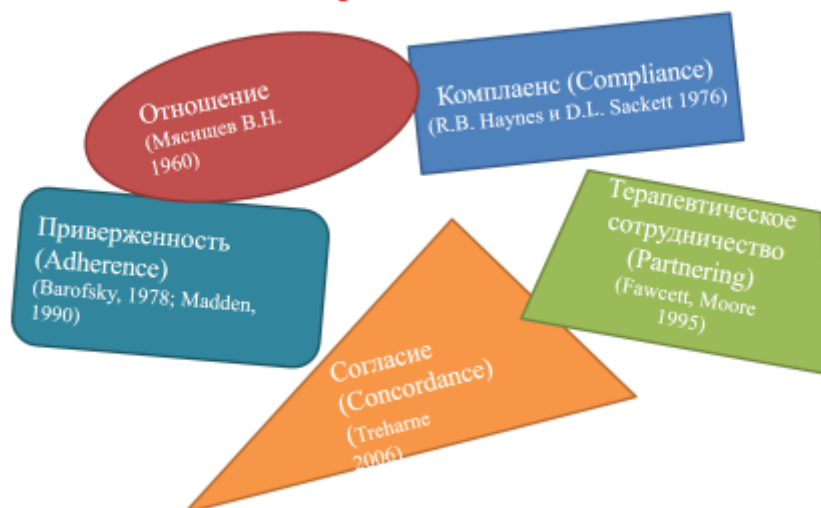 Отношение
(Мясищев В.Н.
1960)
Комплаенс (Compliance)
(R.B. Haynes и D.L. Sackett 1976)
Приверженность
(Adherence)
(Barofsky, 1978; Madden,
1990)
Терапевтическое
сотрудничество
(Partnering)
(Fawcett, Moore
1995)
Согласие
(Concordance)
(Treharne
2006)